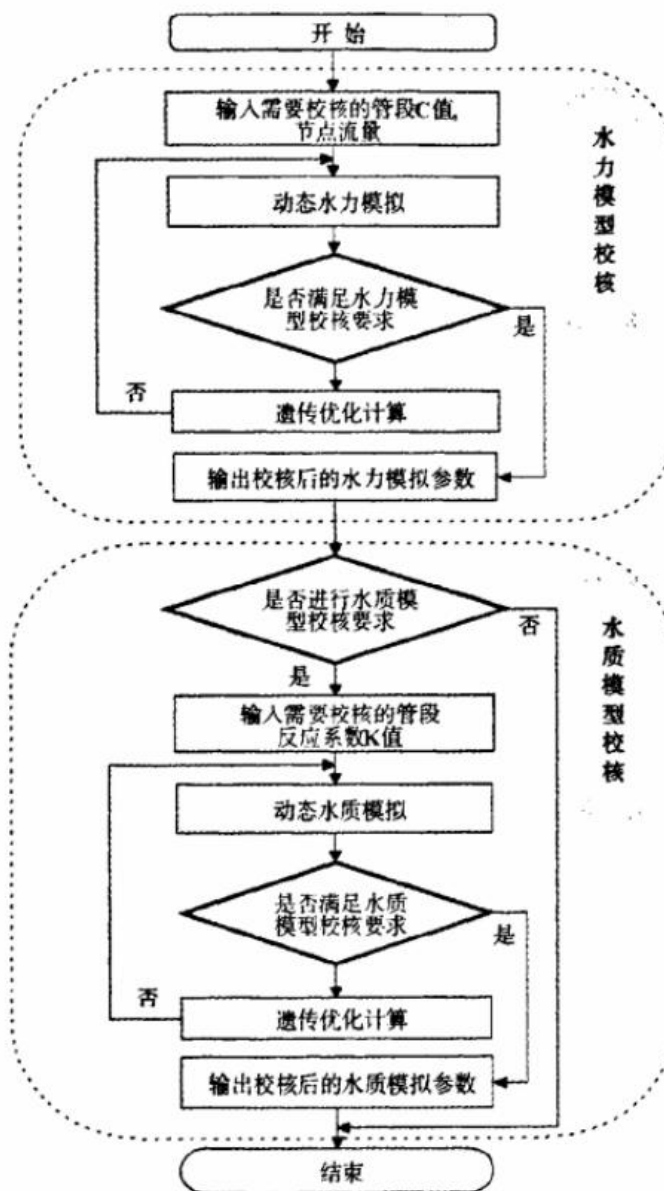 开始
输入需要校核的管段C值,
节点流量
水力模型校核
动态水力模拟
是否满足水力模
型校核要求
是
否
遗传优化计算
输出校核后的水力模拟参数
是否进行水质模
型校核要求
否
水质模型校核
是
输入需要校核的管段
反应系数K值
动态水质模拟
是否满足水质
模型校核要求
是
否
遗传优化计算
输出校核后的水质模拟参数
结束